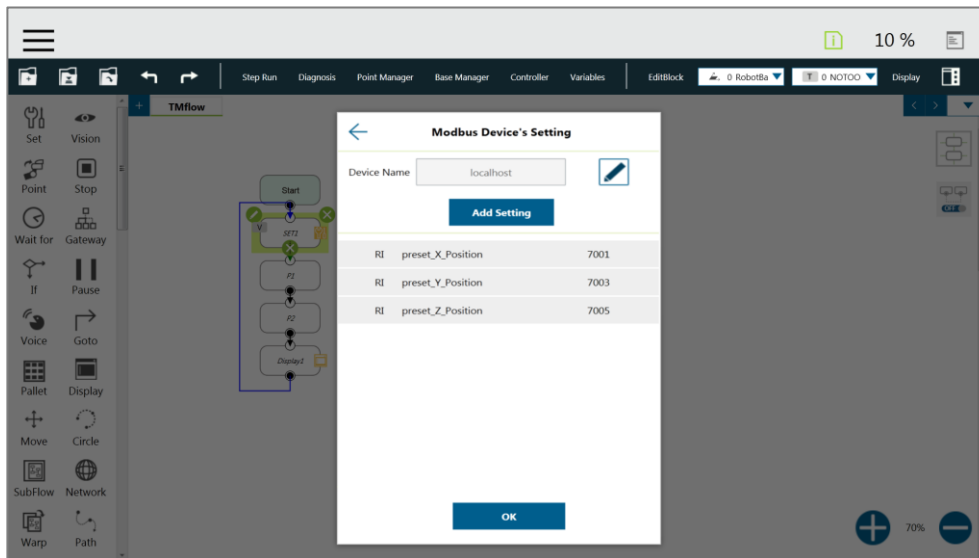 10 %
Step Run Diagnosis Point Manager Base Manager Controller Variables EditBlock 0 RobotBa T 0 NOTOO Display
TMflow
Set Vision
Point Stop
Wait for Gateway
If Pause
Voice Goto
Pallet Display
Move Circle
SubFlow Network
Warp Path
Start
V
SET1
P1
P2
Display1
Modbus Device's Setting
Device Name localhost
Add Setting
RI preset_X_Position 7001
RI preset_Y_Position 7003
RI preset_Z_Position 7005
OK
OFF
70%